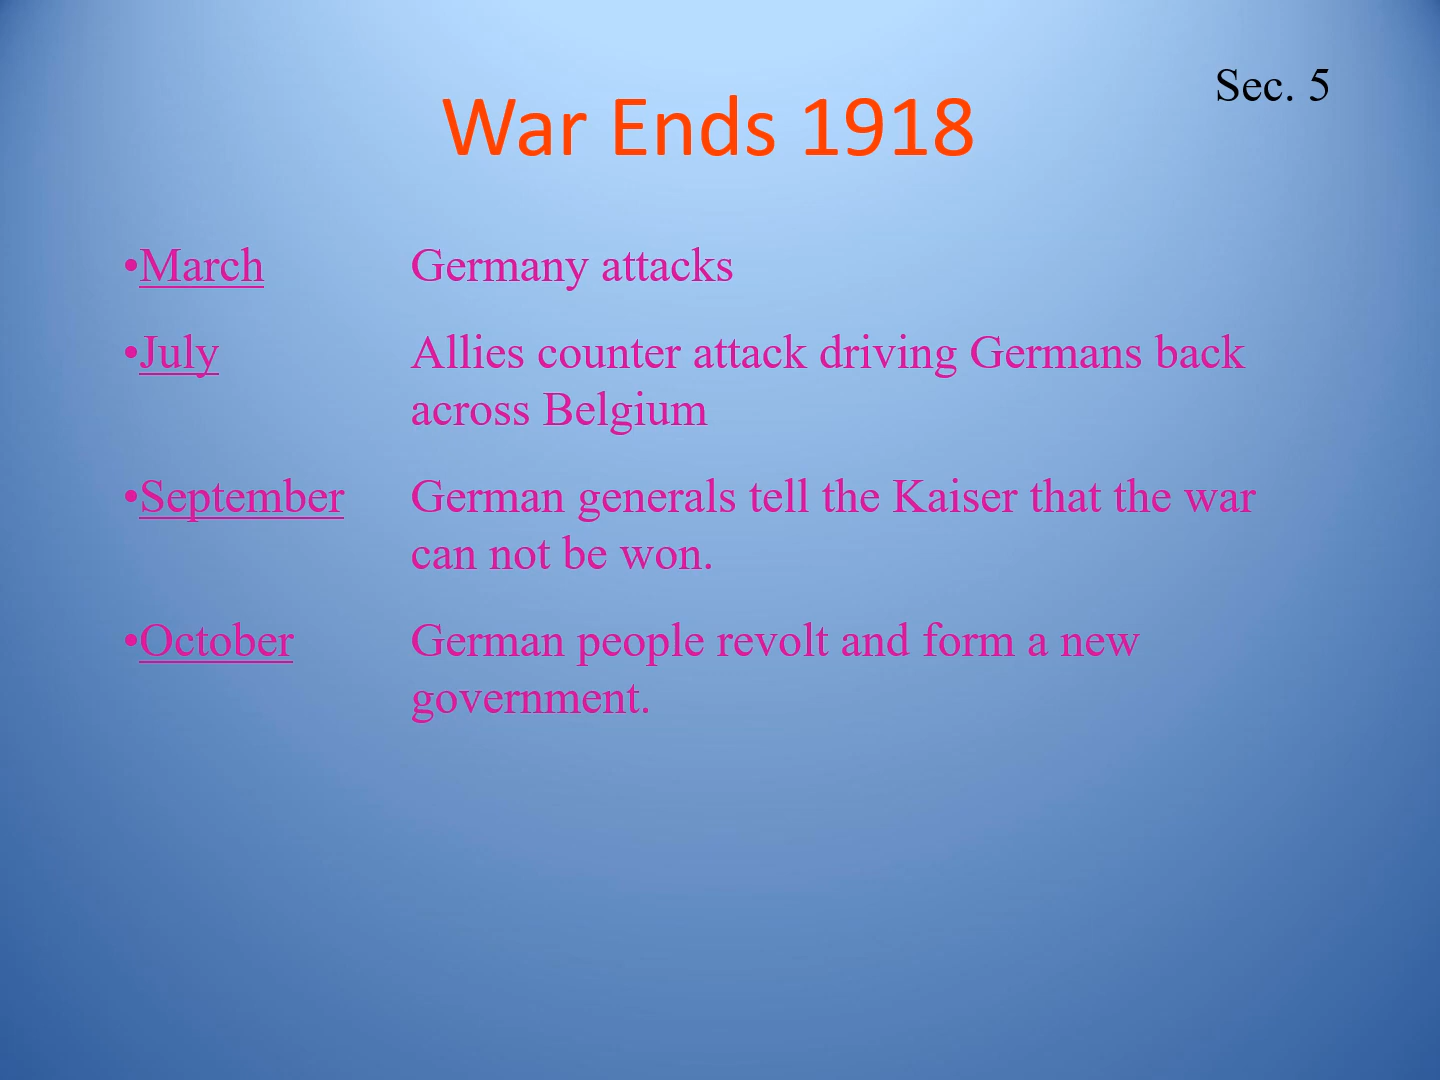 Sec. 5
War Ends 1918
•March Germany attacks
•July Allies counter attack driving Germans back
across Belgium
•September German generals tell the Kaiser that the war
can not be won.
•October German people revolt and form a new
government.